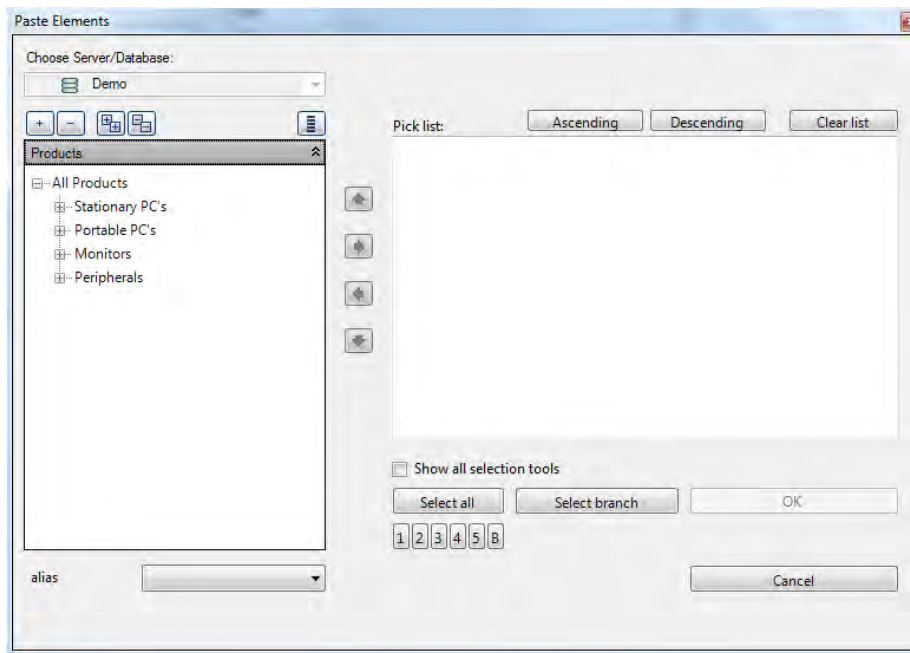 Paste Elements
Choose Server/Database:
Demo
+ −
Pick list: Ascending Descending Clear list
Products
All Products
Stationary PC's
Portable PC's
Monitors
Peripherals
Show all selection tools
Select all Select branch OK
1 2 3 4 5 B
alias
Cancel